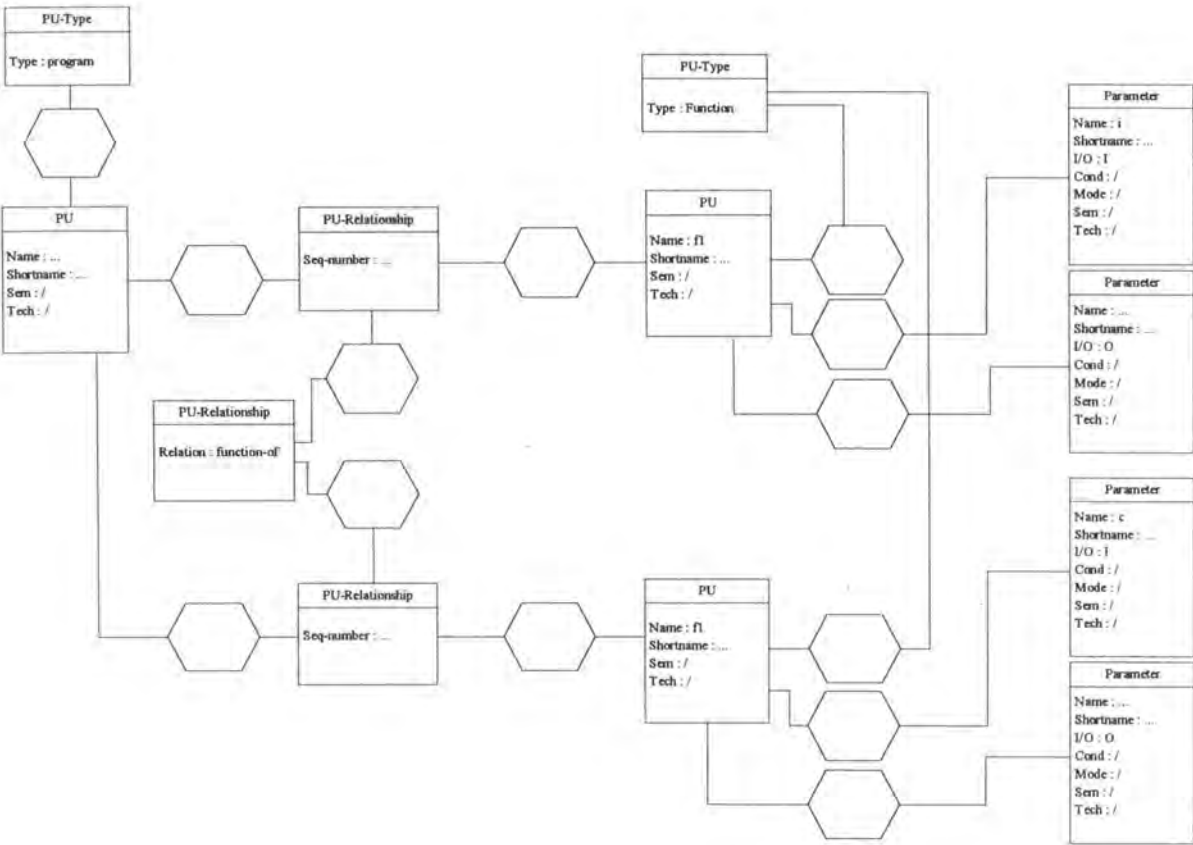 PU-Type
Type : program
PU
Name : ...
Shortname : ...
Sem : /
Tech : /
PU-Relationship
Seq-number : ...
PU-Relationship
Relation : function-of
PU-Relationship
Seq-number : ...
PU-Type
Type : Function
PU
Name : f1
Shortname : ...
Sem : /
Tech : /
PU
Name : f1
Shortname : ...
Sem : /
Tech : /
Parameter
Name : i
Shortname : ...
I/O : I
Cond : /
Mode : /
Sem : /
Tech : /
Parameter
Name : ...
Shortname : ...
I/O : O
Cond : /
Mode : /
Sem : /
Tech : /
Parameter
Name : c
Shortname : ...
I/O : I
Cond : /
Mode : /
Sem : /
Tech : /
Parameter
Name : ...
Shortname : ...
I/O : O
Cond : /
Mode : /
Sem : /
Tech : /